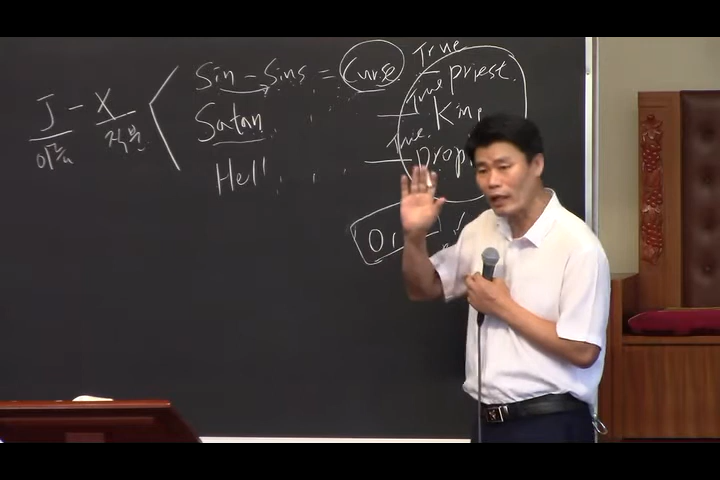 J - X
이름 직분
Sin - Sins = Curse
Satan
Hell
True
True priest.
King
True
Prop
Or